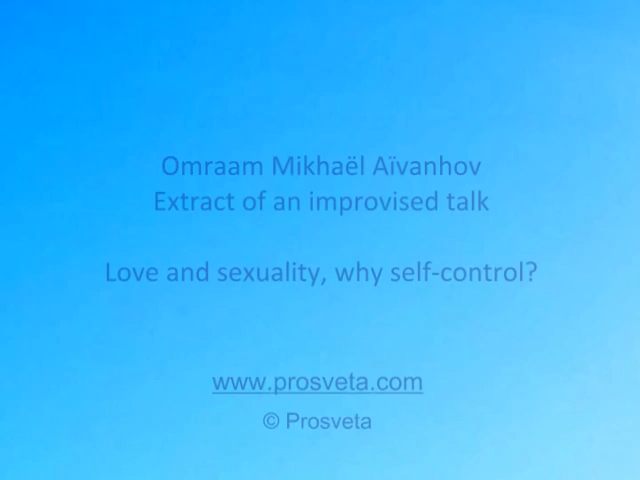 Omraam Mikhaël Aïvanhov
Extract of an improvised talk
Love and sexuality, why self-control?
www.prosveta.com
© Prosveta